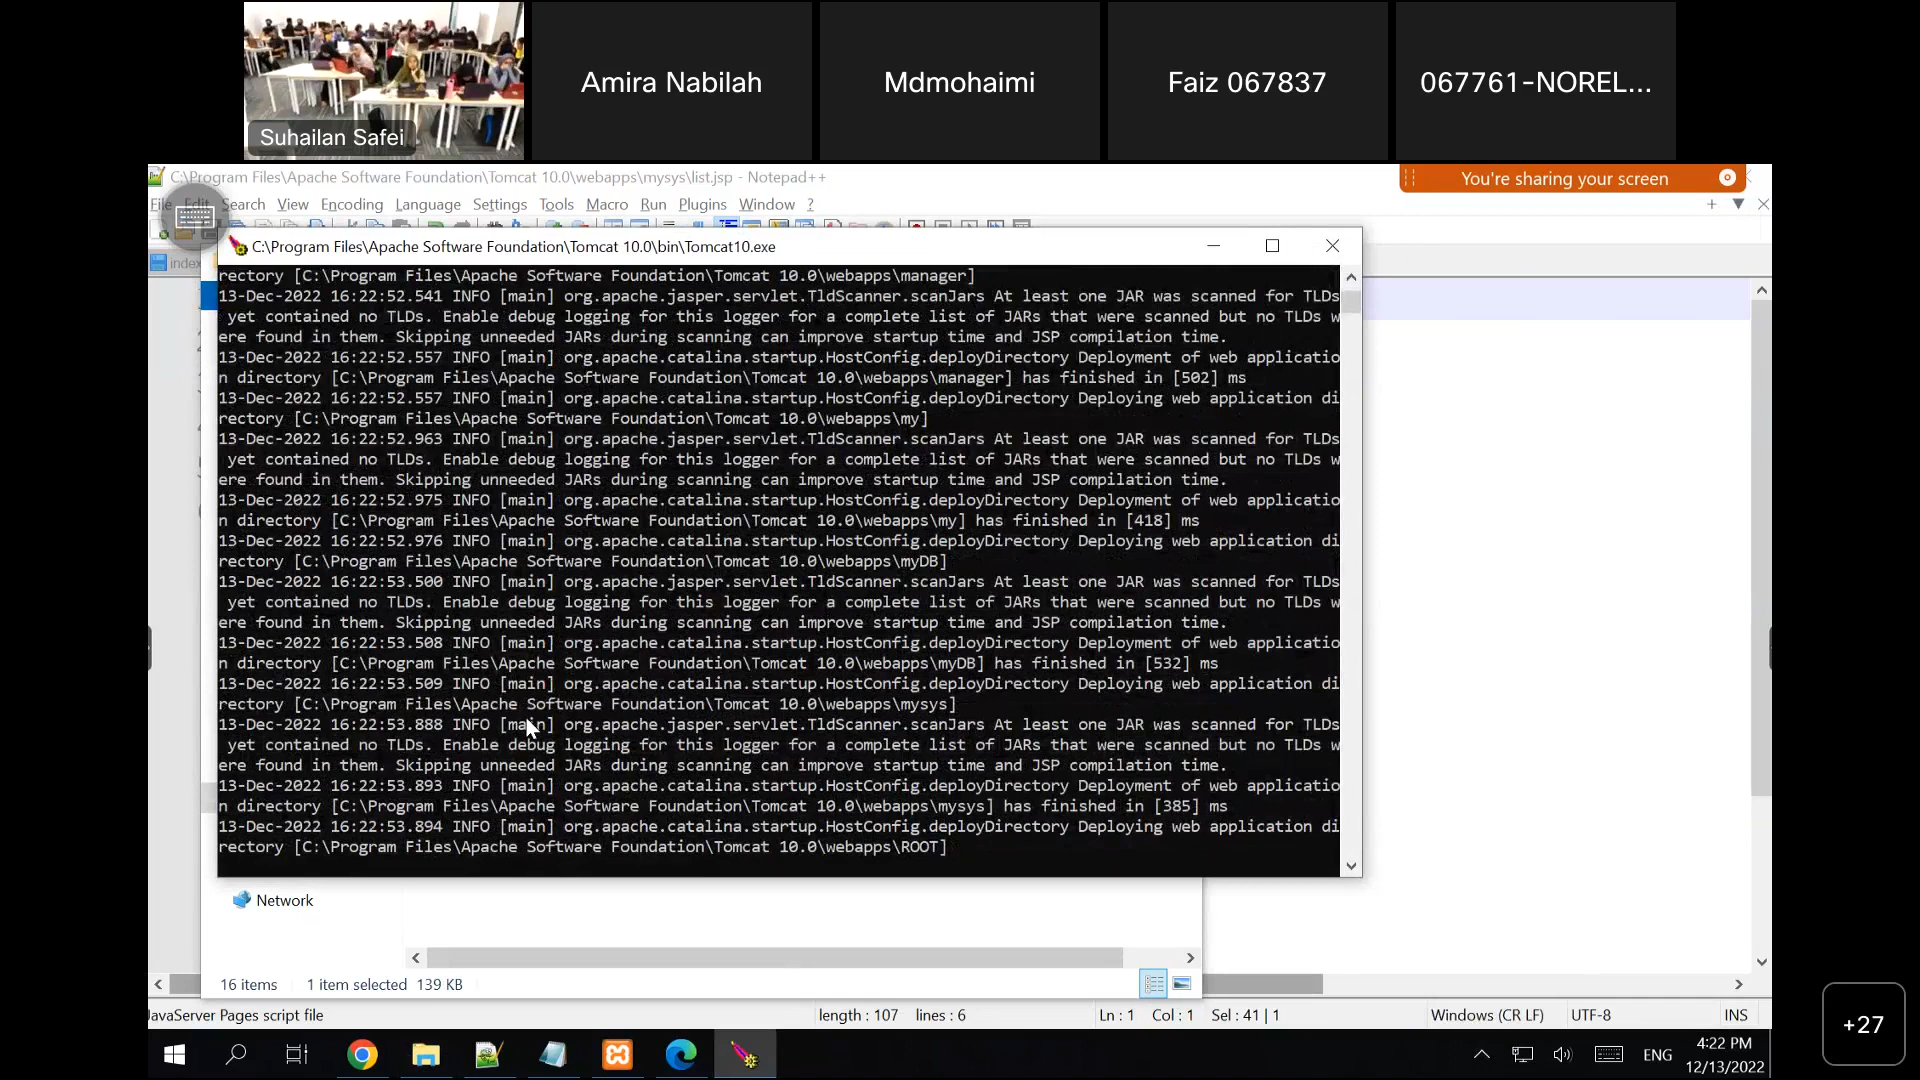 Suhailan Safei
Amira Nabilah
Mdmohaimi
Faiz 067837
067761-NOREL...
C:\Program Files\Apache Software Foundation\Tomcat 10.0\webapps\mysys\list.jsp - Notepad++
You're sharing your screen
File Edit Search View Encoding Language Settings Tools Macro Run Plugins Window ?
index
C:\Program Files\Apache Software Foundation\Tomcat 10.0\bin\Tomcat10.exe
rectory [C:\Program Files\Apache Software Foundation\Tomcat 10.0\webapps\manager]
13-Dec-2022 16:22:52.541 INFO [main] org.apache.jasper.servlet.TldScanner.scanJars At least one JAR was scanned for TLDs
yet contained no TLDs. Enable debug logging for this logger for a complete list of JARs that were scanned but no TLDs w
ere found in them. Skipping unneeded JARs during scanning can improve startup time and JSP compilation time.
13-Dec-2022 16:22:52.557 INFO [main] org.apache.catalina.startup.HostConfig.deployDirectory Deployment of web applicatio
n directory [C:\Program Files\Apache Software Foundation\Tomcat 10.0\webapps\manager] has finished in [502] ms
13-Dec-2022 16:22:52.557 INFO [main] org.apache.catalina.startup.HostConfig.deployDirectory Deploying web application di
rectory [C:\Program Files\Apache Software Foundation\Tomcat 10.0\webapps\my]
13-Dec-2022 16:22:52.963 INFO [main] org.apache.jasper.servlet.TldScanner.scanJars At least one JAR was scanned for TLDs
yet contained no TLDs. Enable debug logging for this logger for a complete list of JARs that were scanned but no TLDs w
ere found in them. Skipping unneeded JARs during scanning can improve startup time and JSP compilation time.
13-Dec-2022 16:22:52.975 INFO [main] org.apache.catalina.startup.HostConfig.deployDirectory Deployment of web applicatio
n directory [C:\Program Files\Apache Software Foundation\Tomcat 10.0\webapps\my] has finished in [418] ms
13-Dec-2022 16:22:52.976 INFO [main] org.apache.catalina.startup.HostConfig.deployDirectory Deploying web application di
rectory [C:\Program Files\Apache Software Foundation\Tomcat 10.0\webapps\myDB]
13-Dec-2022 16:22:53.500 INFO [main] org.apache.jasper.servlet.TldScanner.scanJars At least one JAR was scanned for TLDs
yet contained no TLDs. Enable debug logging for this logger for a complete list of JARs that were scanned but no TLDs w
ere found in them. Skipping unneeded JARs during scanning can improve startup time and JSP compilation time.
13-Dec-2022 16:22:53.508 INFO [main] org.apache.catalina.startup.HostConfig.deployDirectory Deployment of web applicatio
n directory [C:\Program Files\Apache Software Foundation\Tomcat 10.0\webapps\myDB] has finished in [532] ms
13-Dec-2022 16:22:53.509 INFO [main] org.apache.catalina.startup.HostConfig.deployDirectory Deploying web application di
rectory [C:\Program Files\Apache Software Foundation\Tomcat 10.0\webapps\mysys]
13-Dec-2022 16:22:53.888 INFO [main] org.apache.jasper.servlet.TldScanner.scanJars At least one JAR was scanned for TLDs
yet contained no TLDs. Enable debug logging for this logger for a complete list of JARs that were scanned but no TLDs w
ere found in them. Skipping unneeded JARs during scanning can improve startup time and JSP compilation time.
13-Dec-2022 16:22:53.893 INFO [main] org.apache.catalina.startup.HostConfig.deployDirectory Deployment of web applicatio
n directory [C:\Program Files\Apache Software Foundation\Tomcat 10.0\webapps\mysys] has finished in [385] ms
13-Dec-2022 16:22:53.894 INFO [main] org.apache.catalina.startup.HostConfig.deployDirectory Deploying web application di
rectory [C:\Program Files\Apache Software Foundation\Tomcat 10.0\webapps\ROOT]
Network
16 items 1 item selected 139 KB
JavaServer Pages script file length : 107 lines : 6 Ln : 1 Col : 1 Sel : 41 | 1 Windows (CR LF) UTF-8 INS
+27
ENG
4:22 PM
12/13/2022